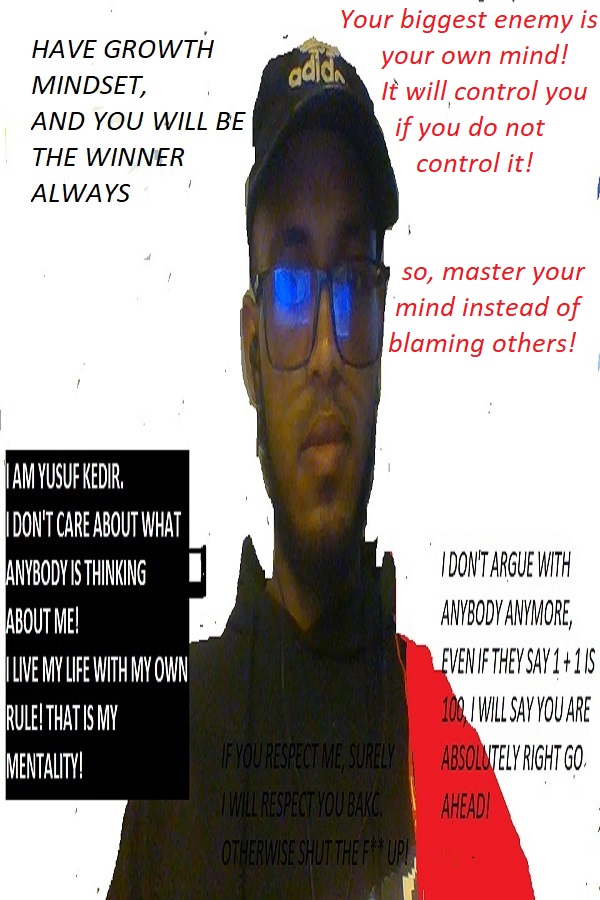 HAVE GROWTH
MINDSET,
AND YOU WILL BE
THE WINNER
ALWAYS
Your biggest enemy is
your own mind!
It will control you
if you do not
control it!
so, master your
mind instead of
blaming others!
adida
I AM YUSUF KEDIR.
I DON'T CARE ABOUT WHAT
ANYBODY IS THINKING
ABOUT ME!
I LIVE MY LIFE WITH MY OWN
RULE! THAT IS MY
MENTALITY!
I DON'T ARGUE WITH
ANYBODY ANYMORE,
EVEN IF THEY SAY 1 + 1 IS
100, I WILL SAY YOU ARE
ABSOLUTELY RIGHT GO
AHEAD!
IF YOU RESPECT ME, SURELY
I WILL RESPECT YOU BAKC.
OTHERWISE SHUT THE F** UP!